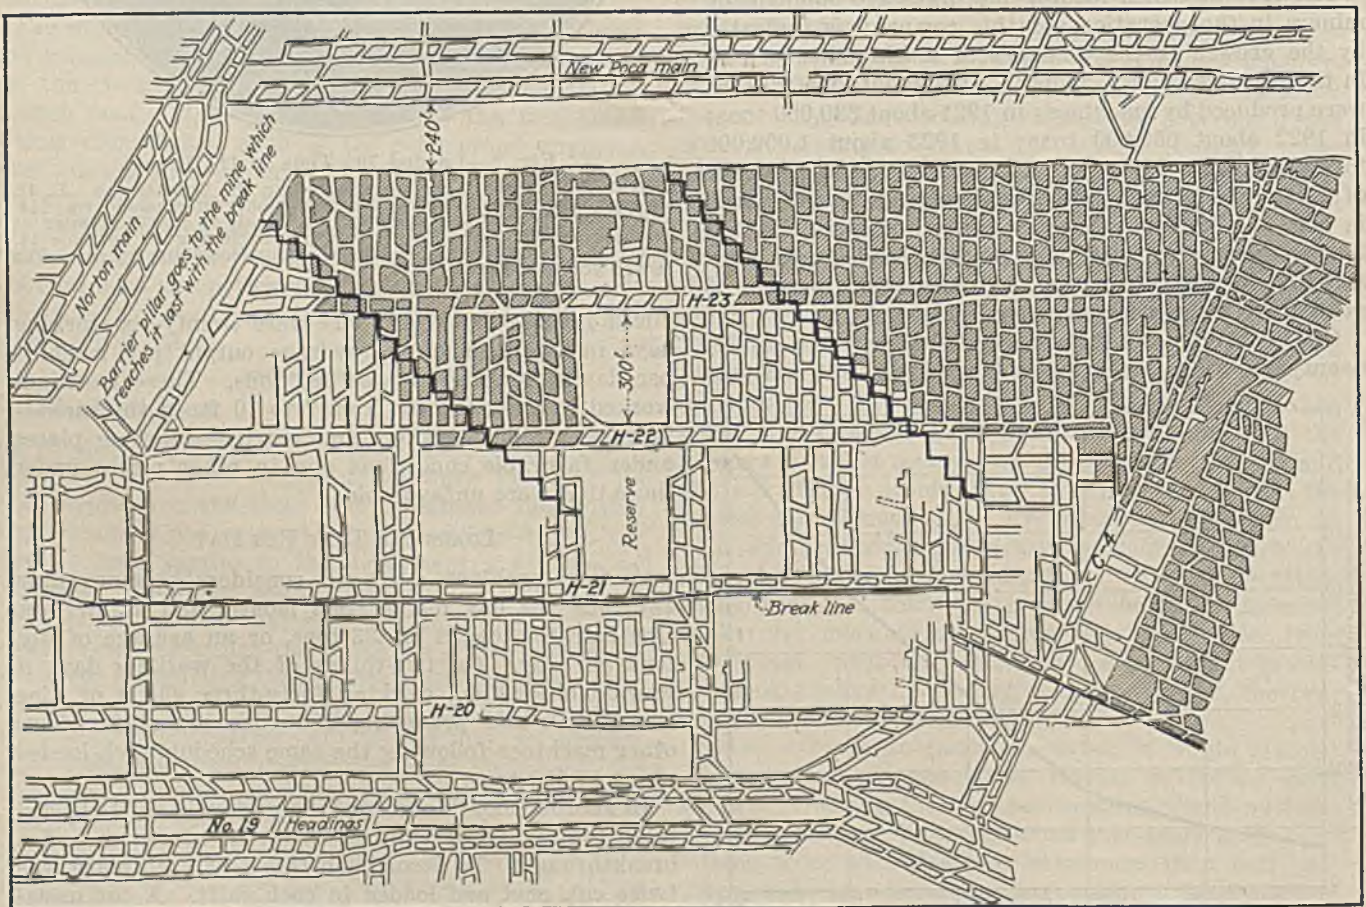 New Poca main
240'
Norton main
Barrier pillar goes to the mine which
reaches it last with the break line
H-23
300'
H-22
Reserve
G-4
H-21
Break line
H-20
No. 19 Headings